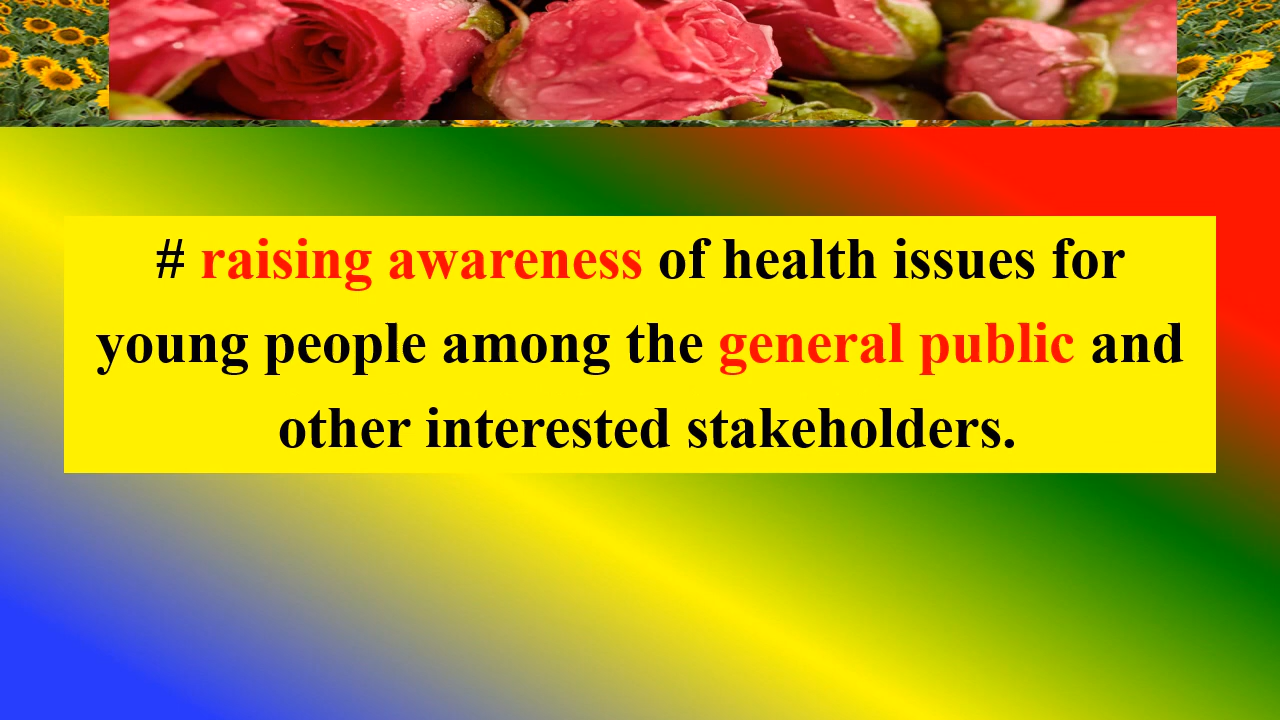 # raising awareness of health issues for
young people among the general public and
other interested stakeholders.